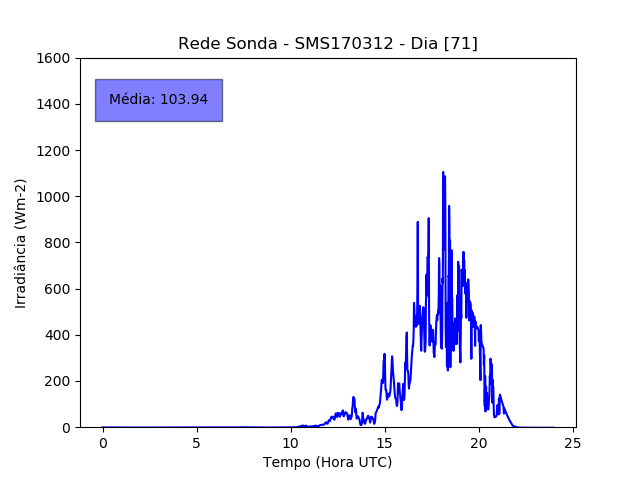 Rede Sonda - SMS170312 - Dia [71]
1600
1400
1200
1000
800
600
400
200
0
Média: 103.94
Irradiância (Wm-2)
0 5 10 15 20 25
Tempo (Hora UTC)